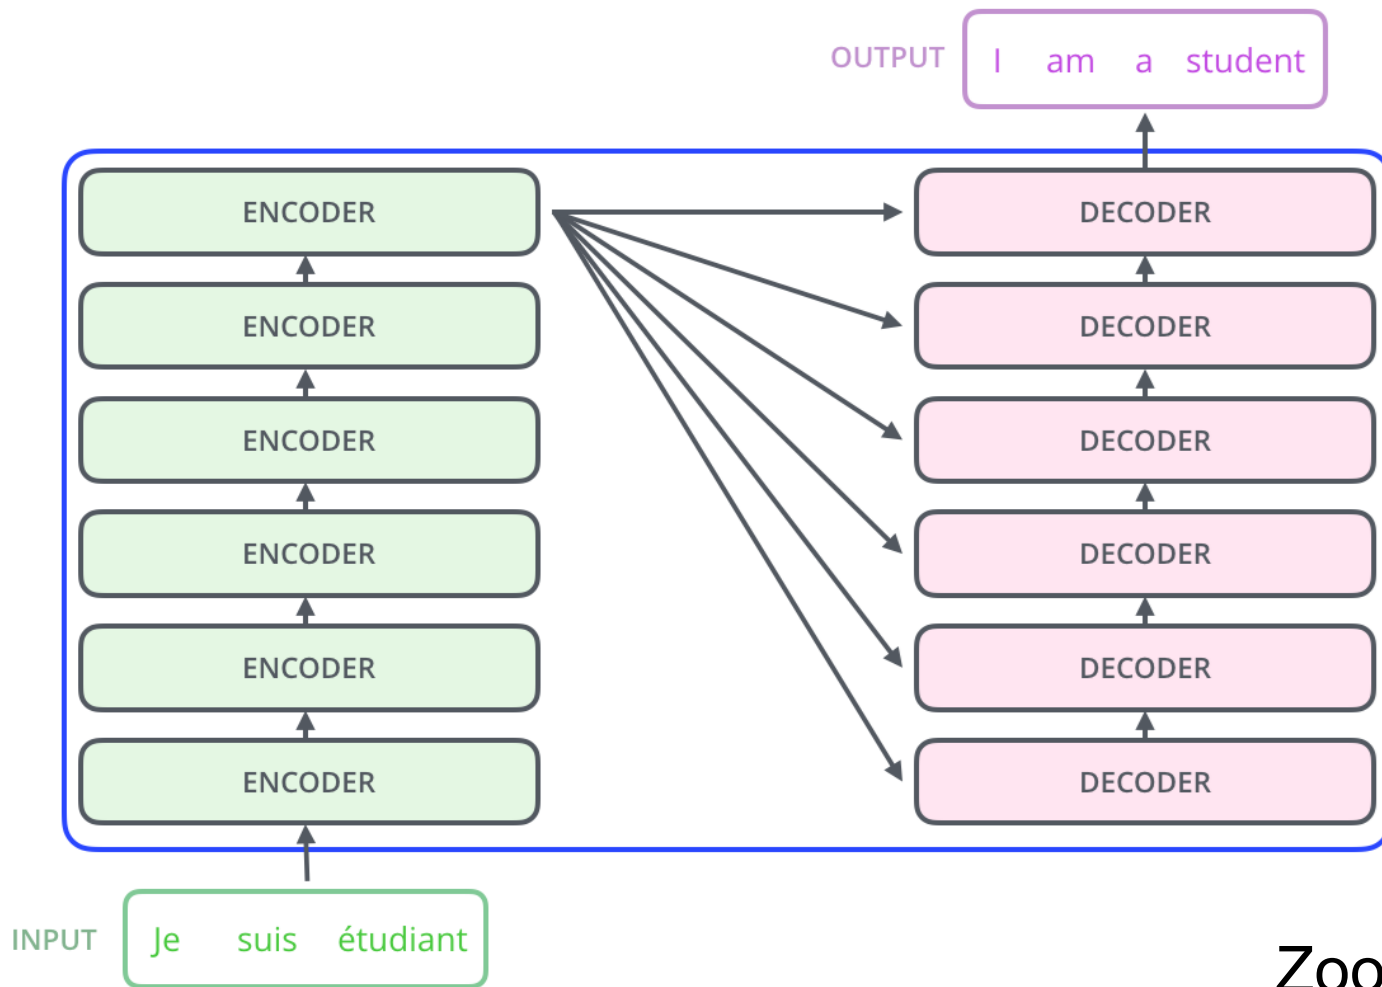 OUTPUT
I am a student
ENCODER
DECODER
ENCODER
DECODER
ENCODER
DECODER
ENCODER
DECODER
ENCODER
DECODER
ENCODER
DECODER
INPUT
Je suis étudiant
Zoo